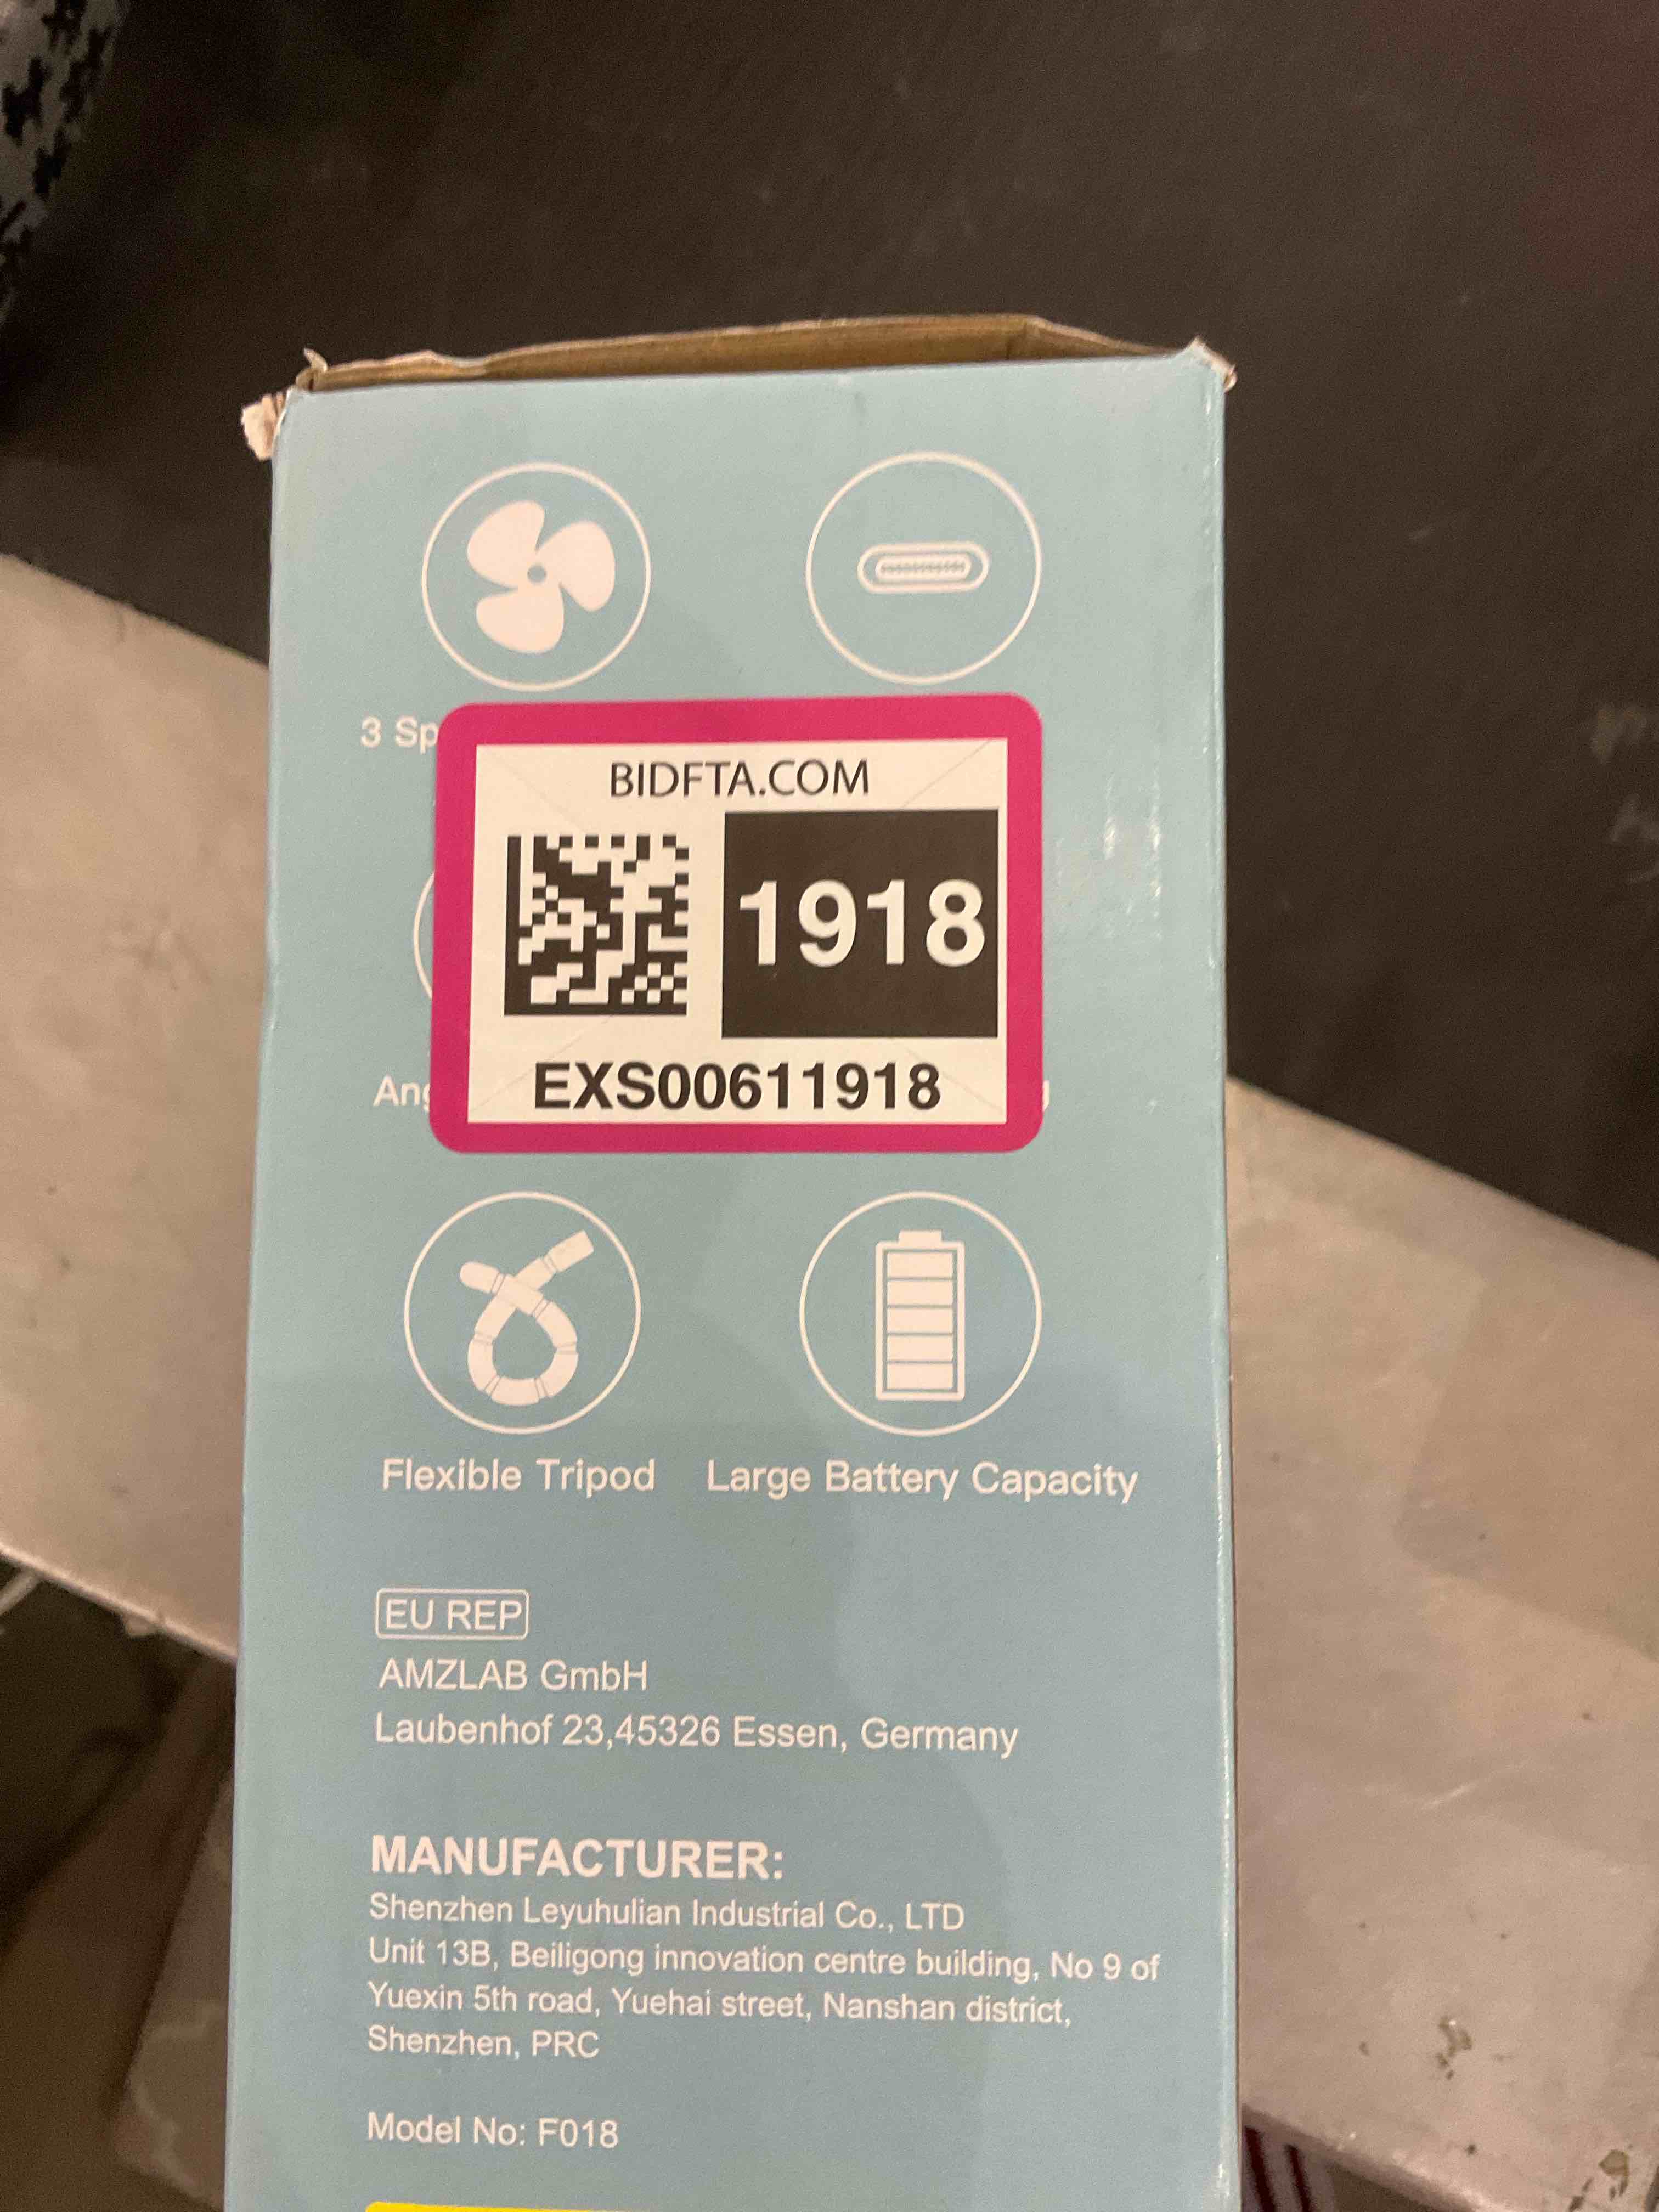 3 Sp
BIDFTA.COM
1918
EXS00611918
Flexible Tripod Large Battery Capacity
EU REP
AMZLAB GmbH
Laubenhof 23,45326 Essen, Germany
MANUFACTURER:
Shenzhen Leyuhulian Industrial Co., LTD
Unit 13B, Beiligong innovation centre building, No 9 of
Yuexin 5th road, Yuehai street, Nanshan district,
Shenzhen, PRC
Model No: F018